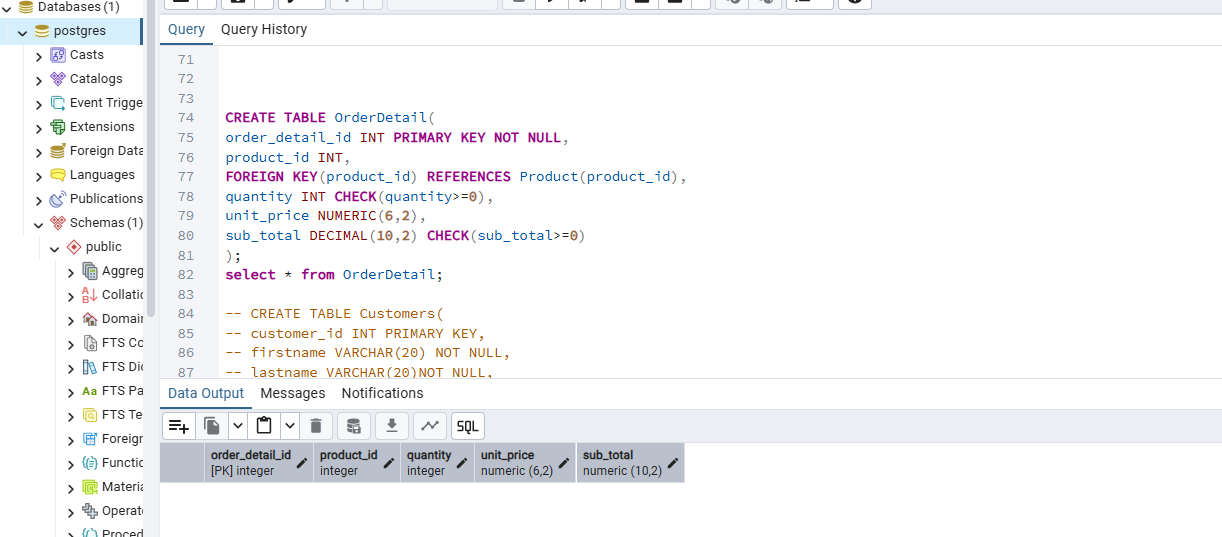 Databases (1)
postgres
Casts
Catalogs
Event Trigge
Extensions
Foreign Data
Languages
Publications
Schemas (1)
public
Aggreg
Collatic
Domain
FTS Co
FTS Dic
FTS Pa
Aa
FTS Te
Foreign
Functic
Materia
Operat
Proced
Query
Query History
71
72
73
74 CREATE TABLE OrderDetail(
75 order_detail_id INT PRIMARY KEY NOT NULL,
76 product_id INT,
77 FOREIGN KEY(product_id) REFERENCES Product(product_id),
78 quantity INT CHECK(quantity>=0),
79 unit_price NUMERIC(6,2),
80 sub_total DECIMAL(10,2) CHECK(sub_total>=0)
81 );
82 select * from OrderDetail;
83
84 -- CREATE TABLE Customers(
85 -- customer_id INT PRIMARY KEY,
86 -- firstname VARCHAR(20) NOT NULL,
87 -- lastname VARCHAR(20)NOT NULL,
Data Output Messages Notifications
SQL
order_detail_id product_id quantity unit_price sub_total
[PK] integer integer integer numeric (6,2) numeric (10,2)